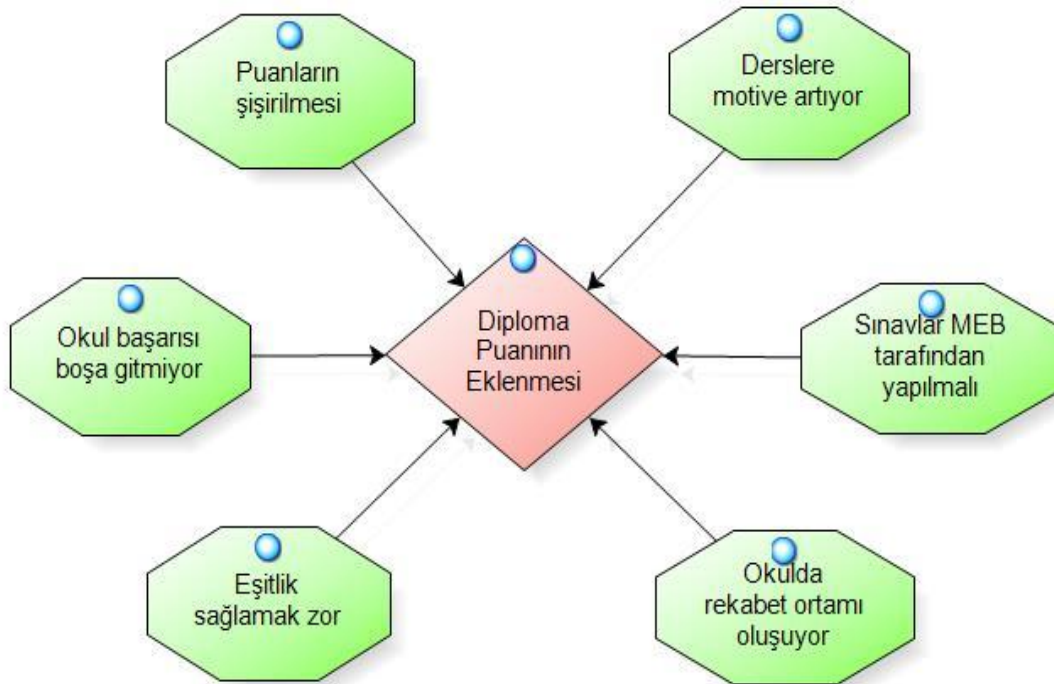 Puanların
şişirilmesi
Derslere
motive artıyor
Okul başarısı
boşa gitmiyor
Diploma
Puanının
Eklenmesi
Sınavlar MEB
tarafından
yapılmalı
Eşitlik
sağlamak zor
Okulda
rekabet ortamı
oluşuyor